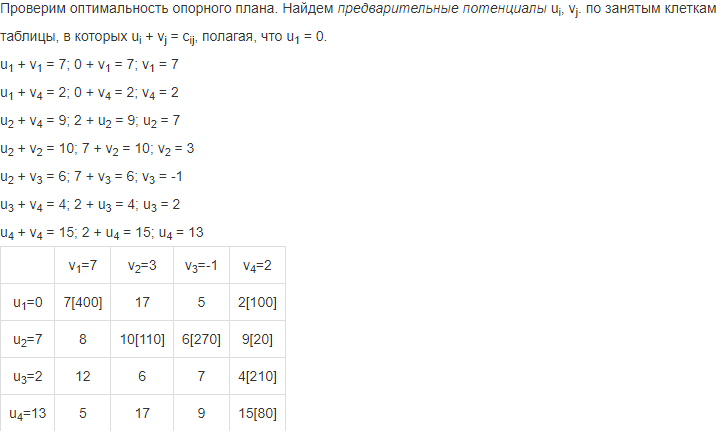 Проверим оптимальность опорного плана. Найдем предварительные потенциалы uᵢ, vⱼ. по занятым клеткам
таблицы, в которых uᵢ + vⱼ = cᵢⱼ, полагая, что u₁ = 0.
u₁ + v₁ = 7; 0 + v₁ = 7; v₁ = 7
u₁ + v₄ = 2; 0 + v₄ = 2; v₄ = 2
u₂ + v₄ = 9; 2 + u₂ = 9; u₂ = 7
u₂ + v₂ = 10; 7 + v₂ = 10; v₂ = 3
u₂ + v₃ = 6; 7 + v₃ = 6; v₃ = -1
u₃ + v₄ = 4; 2 + u₃ = 4; u₃ = 2
u₄ + v₄ = 15; 2 + u₄ = 15; u₄ = 13
v₁=7 v₂=3 v₃=-1 v₄=2
u₁=0 7[400] 17 5 2[100]
u₂=7 8 10[110] 6[270] 9[20]
u₃=2 12 6 7 4[210]
u₄=13 5 17 9 15[80]